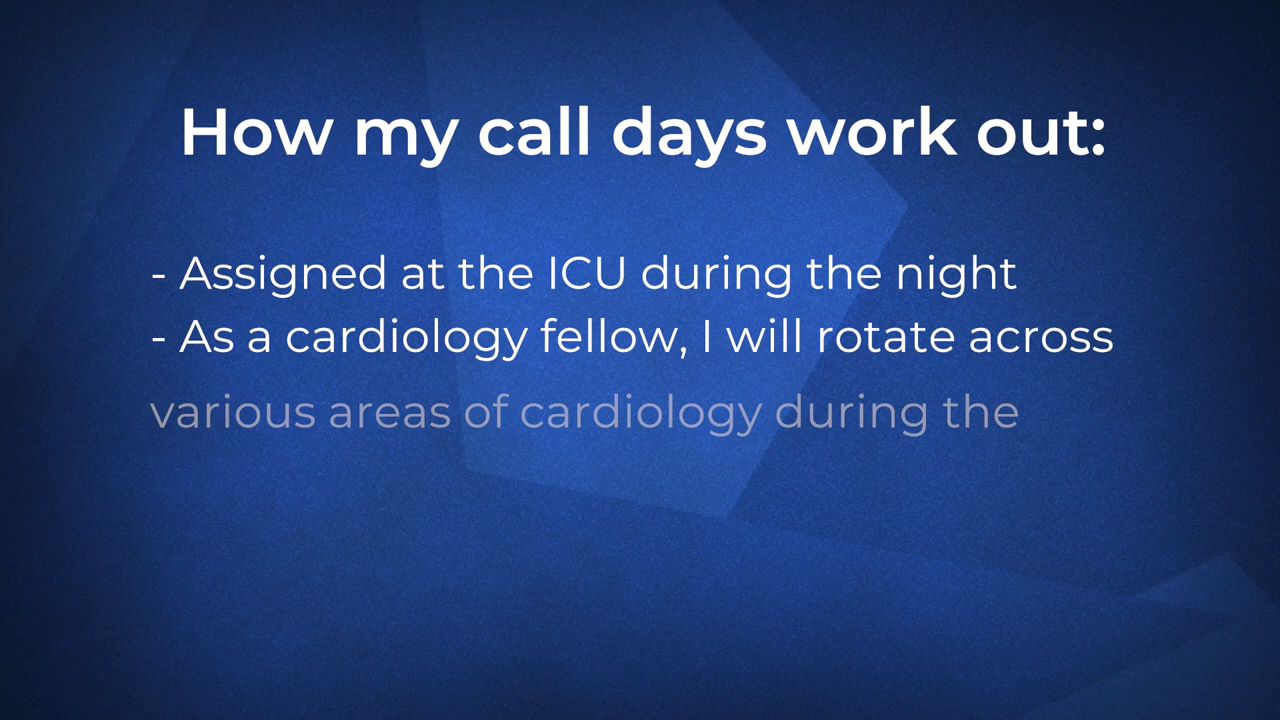 How my call days work out:
- Assigned at the ICU during the night
- As a cardiology fellow, I will rotate across
various areas of cardiology during the